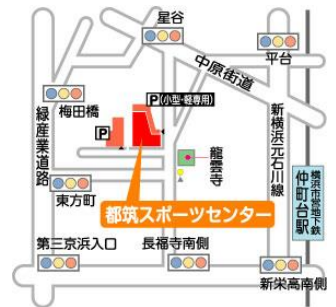 星谷
平台
中原街道
P(小型・軽専用)
梅田橋
P
緑産業道路
龍雲寺
新横浜元石川線
横浜市営地下鉄
仲町台駅
東方町
都筑スポーツセンター
第三京浜入口
長福寺南側
新栄高南側